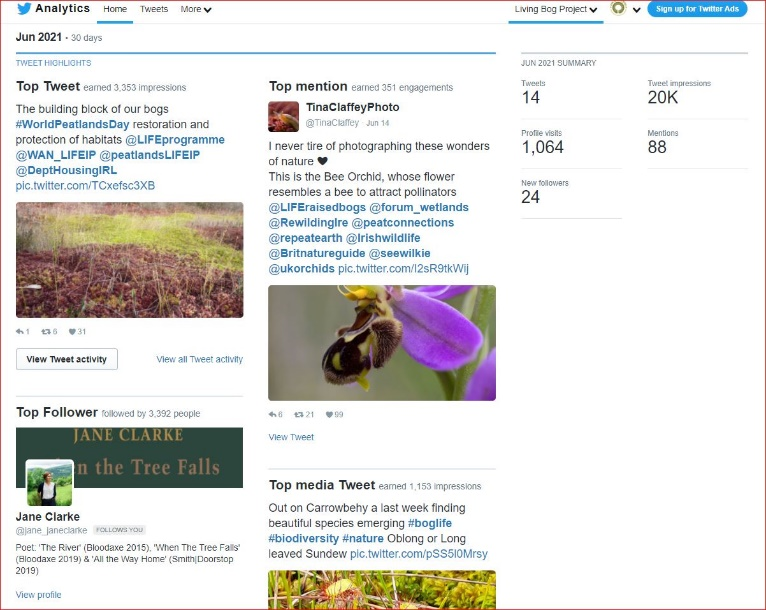 Analytics Home Tweets More Living Bog Project Sign up for Twitter Ads
Jun 2021 • 30 days
TWEET HIGHLIGHTS
Top Tweet earned 3,353 impressions
The building block of our bogs
#WorldPeatlandsDay restoration and
protection of habitats @LIFEprogramme
@WAN_LIFEIP @peatlandsLIFEIP
@DeptHousingIRL
pic.twitter.com/TCxefsc3XB
1 6 31
View Tweet activity View all Tweet activity
Top Follower followed by 3,392 people
JANE CLARKE
en the Tree Falls
Jane Clarke
@jane_janeclarke FOLLOWS YOU
Poet: 'The River' (Bloodaxe 2015), 'When The Tree Falls'
(Bloodaxe 2019) & 'All the Way Home' (Smith|Doorstop
2019)
View profile
Top mention earned 351 engagements
TinaClaffeyPhoto
@TinaClaffey · Jun 14
I never tire of photographing these wonders
of nature 🖤
This is the Bee Orchid, whose flower
resembles a bee to attract pollinators
@LIFEraisedbogs @forum_wetlands
@RewildingIre @peatconnections
@repeatearth @Irishwildlife
@Britnatureguide @seewilkie
@ukorchids pic.twitter.com/I2sR9tkWij
6 21 99
View Tweet
Top media Tweet earned 1,153 impressions
Out on Carrowbehy a last week finding
beautiful species emerging #boglife
#biodiversity #nature Oblong or Long
leaved Sundew pic.twitter.com/pSS5I0Mrsy
JUN 2021 SUMMARY
Tweets
14
Tweet impressions
20K
Profile visits
1,064
Mentions
88
New followers
24